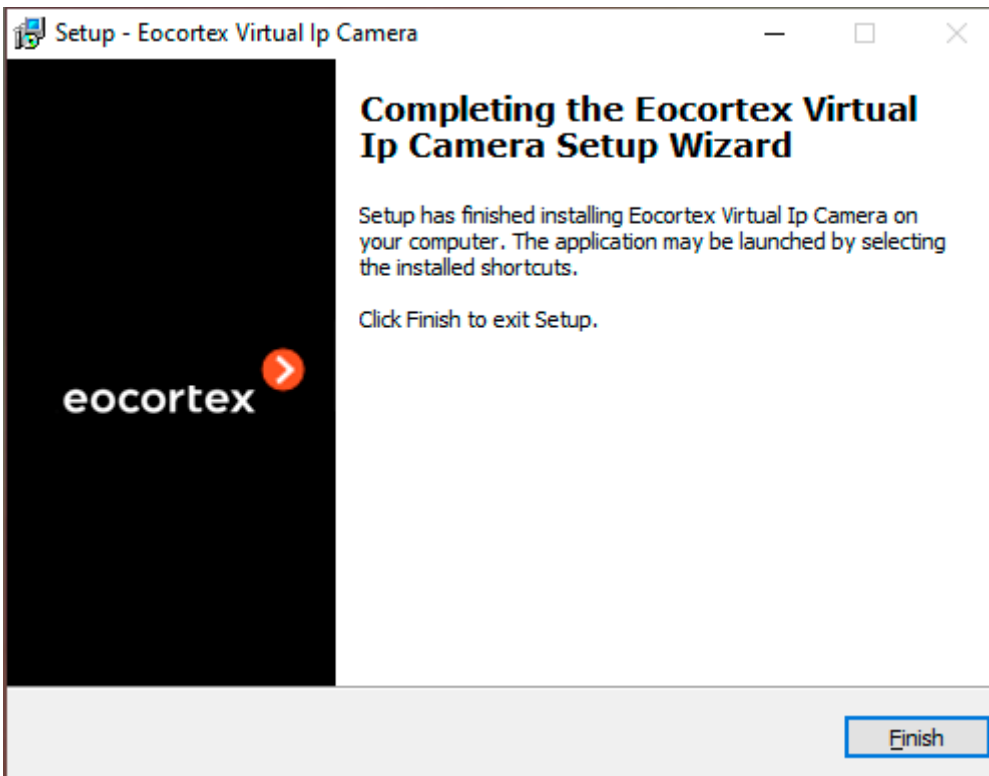 Setup - Eocortex Virtual Ip Camera
Completing the Eocortex Virtual
Ip Camera Setup Wizard
Setup has finished installing Eocortex Virtual Ip Camera on
your computer. The application may be launched by selecting
the installed shortcuts.
Click Finish to exit Setup.
eocortex
Finish